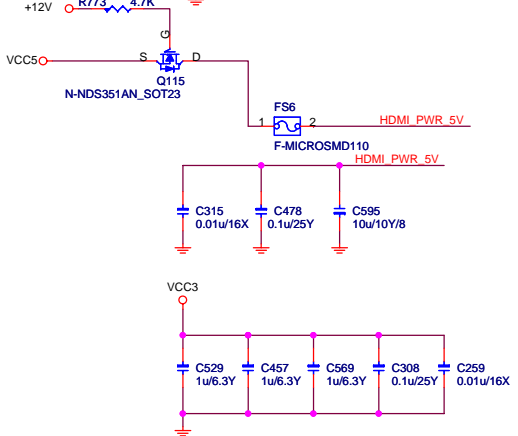 +12V
R773 4.7K
G
VCC5
S D
Q115
N-NDS351AN_SOT23
FS6
1 2
HDMI_PWR_5V
F-MICROSMD110
HDMI_PWR_5V
C315 C478 C595
0.01u/16X 0.1u/25Y 10u/10Y/8
VCC3
C529 C457 C569 C308 C259
1u/6.3Y 1u/6.3Y 1u/6.3Y 0.1u/25Y 0.01u/16X